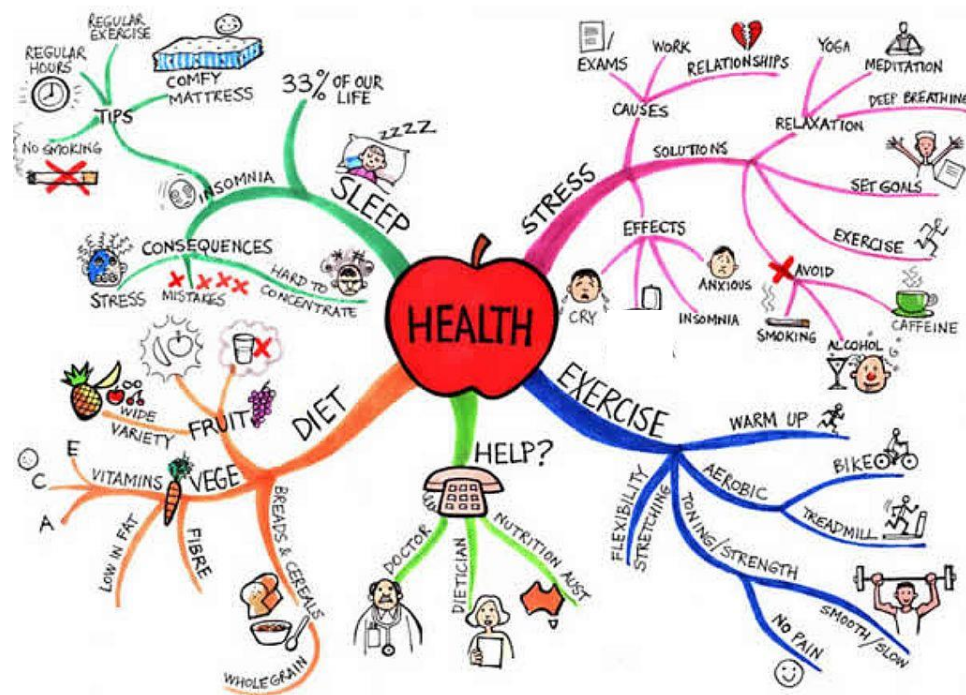 HEALTH
SLEEP
33% OF OUR
LIFE
ZZZZ
INSOMNIA
TIPS
REGULAR
HOURS
REGULAR
EXERCISE
COMFY
MATTRESS
NO SMOKING
CONSEQUENCES
STRESS
MISTAKES
HARD TO
CONCENTRATE
STRESS
CAUSES
EXAMS
WORK
RELATIONSHIPS
SOLUTIONS
RELAXATION
YOGA
MEDITATION
DEEP BREATHING
SET GOALS
EXERCISE
AVOID
SMOKING
ALCOHOL
CAFFEINE
EFFECTS
CRY
INSOMNIA
ANXIOUS
DIET
FRUIT
WIDE
VARIETY
VEGE
VITAMINS
E
C
A
LOW IN FAT
FIBRE
BREADS & CEREALS
WHOLEGRAIN
HELP?
DOCTOR
DIETICIAN
NUTRITION AUST
EXERCISE
WARM UP
AEROBIC
BIKE
TREADMILL
TONING/STRENGTH
SMOOTH/SLOW
NO PAIN
FLEXIBILITY
STRETCHING